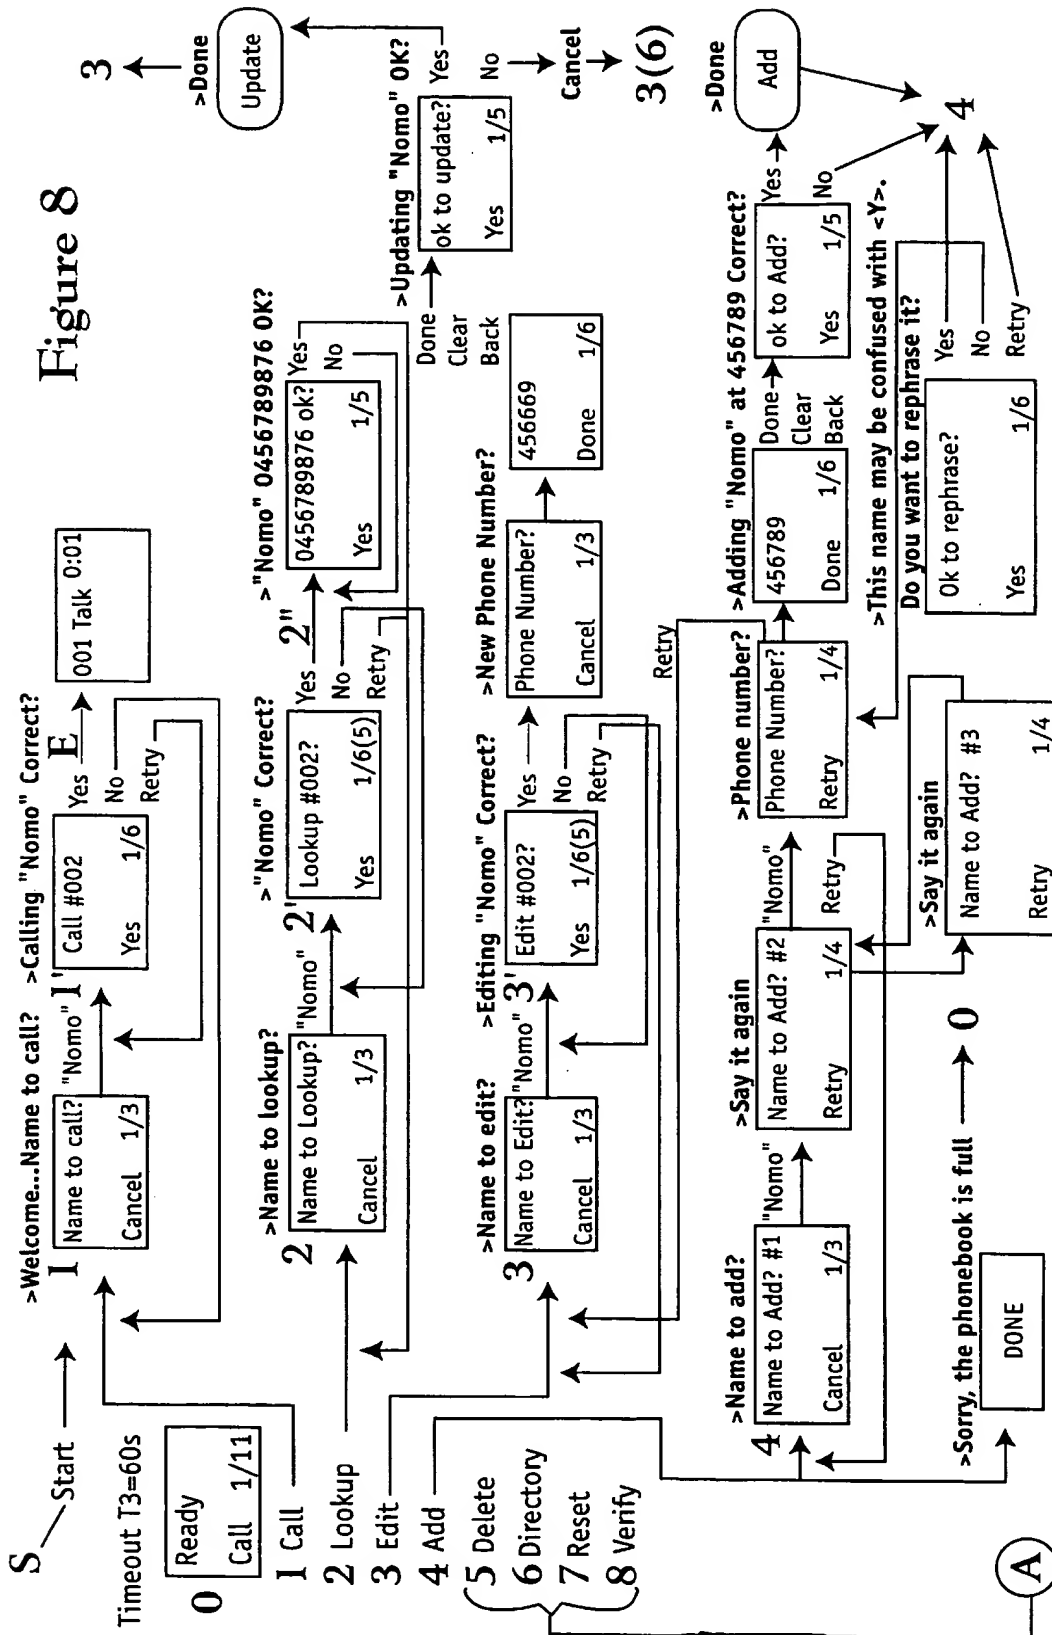 Figure 8
S
Start
Timeout T3=60s
0
Ready
Call 1/11
1 Call
2 Lookup
3 Edit
4 Add
5 Delete
6 Directory
7 Reset
8 Verify
A
>Welcome...Name to call?
1
Name to call?
Cancel 1/3
"Nomo"
>Calling "Nomo" Correct?
1'
Call #002
Yes 1/6
Yes
No
Retry
E
001 Talk 0:01
>Name to lookup?
2
Name to Lookup?
Cancel 1/3
"Nomo"
>"Nomo" Correct?
2'
Lookup #002?
Yes 1/6(5)
Yes
No
Retry
2"
>"Nomo" 0456789876 OK?
0456789876 ok?
Yes 1/5
Yes
No
>Name to edit?
3
Name to Edit?
Cancel 1/3
"Nomo"
>Editing "Nomo" Correct?
3'
Edit #002?
Yes 1/6(5)
Yes
No
Retry
>New Phone Number?
Phone Number?
Cancel 1/3
456669
Done 1/6
Done
Clear
Back
>Updating "Nomo" OK?
ok to update?
Yes 1/5
Yes
No
>Done
Update
3
Cancel
3(6)
>Name to add?
4
Name to Add? #1
Cancel 1/3
"Nomo"
>Say it again
Name to Add? #2
Retry 1/4
"Nomo"
Retry
>Say it again
Name to Add? #3
Retry 1/4
>Phone number?
Phone Number?
Retry 1/4
Retry
>Adding "Nomo" at 456789 Correct?
456789
Done 1/6
Done
Clear
Back
ok to Add?
Yes 1/5
Yes
No
>Done
Add
4
>This name may be confused with <Y>.
Do you want to rephrase it?
Ok to rephrase?
Yes 1/6
Yes
No
Retry
>Sorry, the phonebook is full
0
DONE